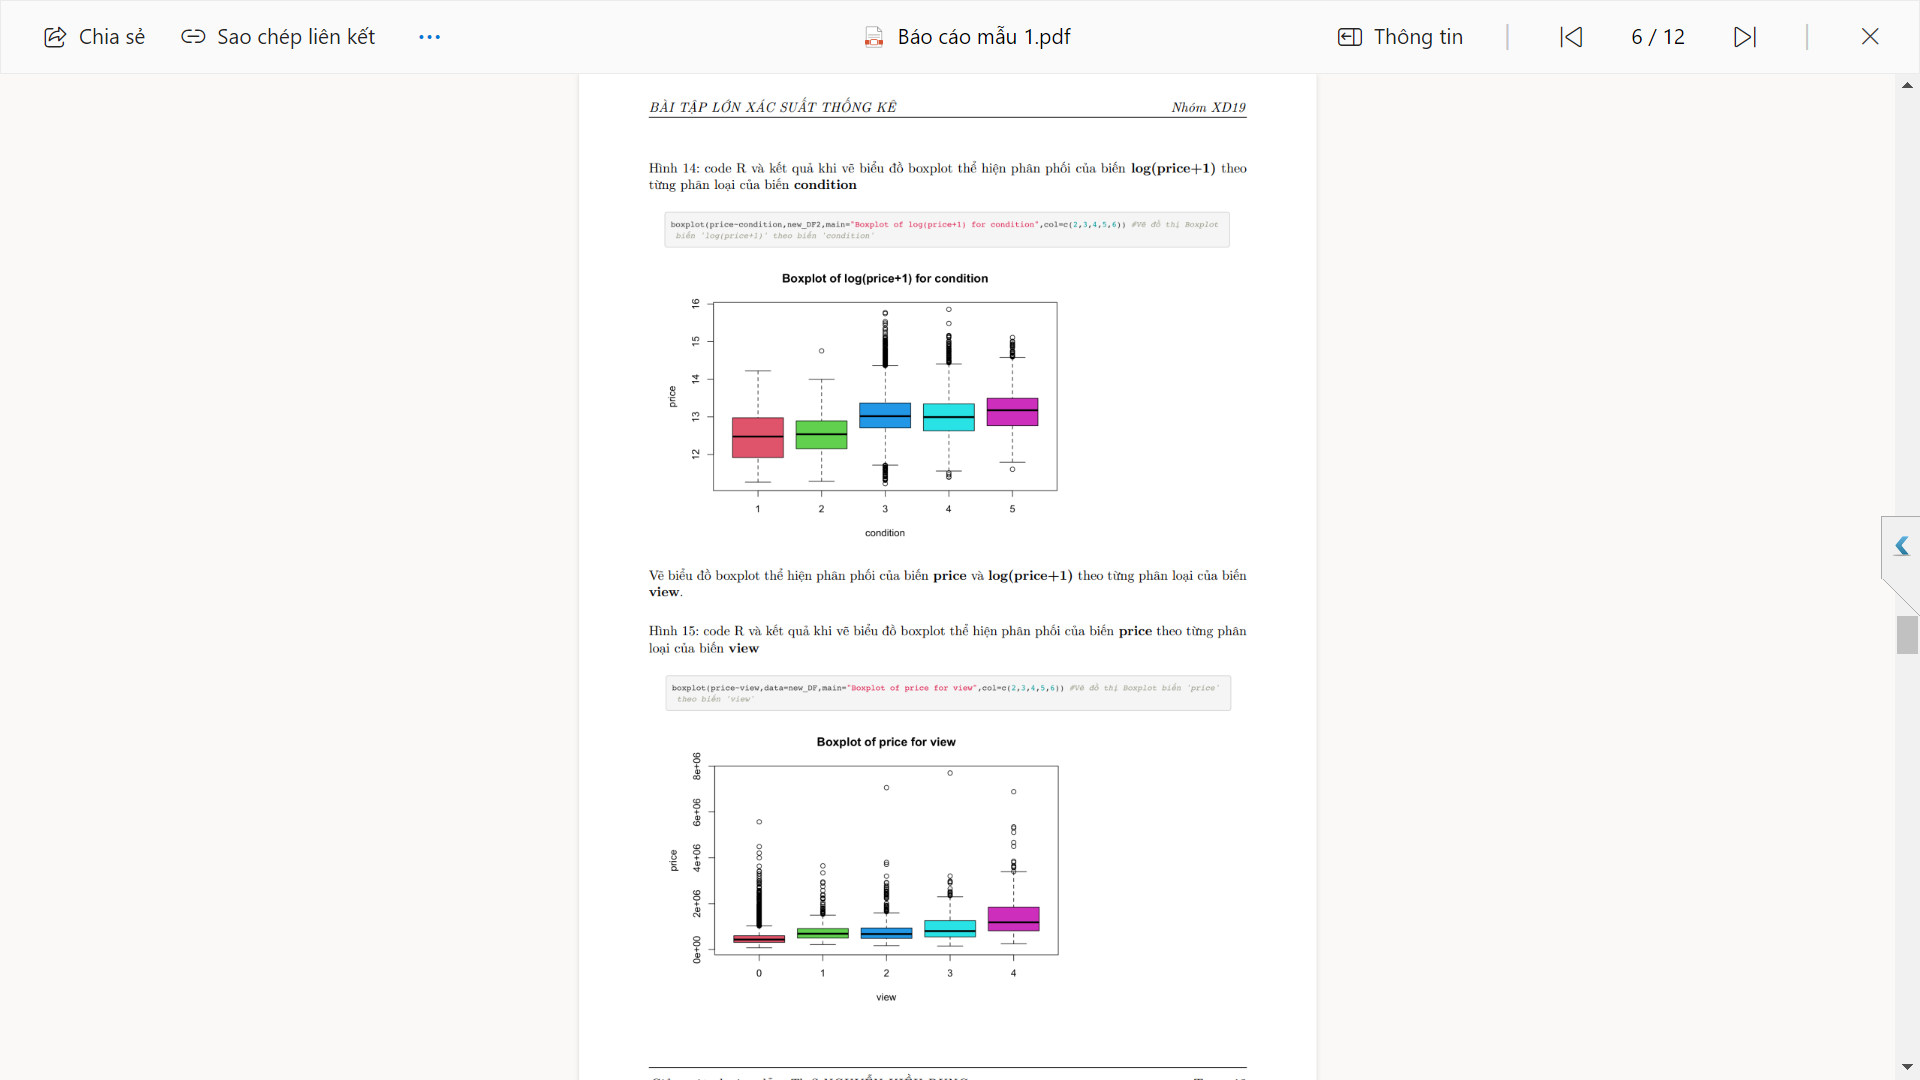 Chia sẻ
Sao chép liên kết
Báo cáo mẫu 1.pdf
Thông tin
6 / 12
BÀI TẬP LỚN XÁC SUẤT THỐNG KÊ
Nhóm XD19
Hình 14: code R và kết quả khi vẽ biểu đồ boxplot thể hiện phân phối của biến log(price+1) theo
từng phân loại của biến condition
boxplot(price~condition,new_DF2,main="Boxplot of log(price+1) for condition",col=c(2,3,4,5,6)) #Vẽ đồ thị Boxplot
biến 'log(price+1)' theo biến 'condition'
Boxplot of log(price+1) for condition
price
16
15
14
13
12
1 2 3 4 5
condition
Vẽ biểu đồ boxplot thể hiện phân phối của biến price và log(price+1) theo từng phân loại của biến
view.
Hình 15: code R và kết quả khi vẽ biểu đồ boxplot thể hiện phân phối của biến price theo từng phân
loại của biến view
boxplot(price~view,data=new_DF,main="Boxplot of price for view",col=c(2,3,4,5,6)) #Vẽ đồ thị Boxplot biến 'price'
theo biến 'view'
Boxplot of price for view
price
8e+06
6e+06
4e+06
2e+06
0e+00
0 1 2 3 4
view